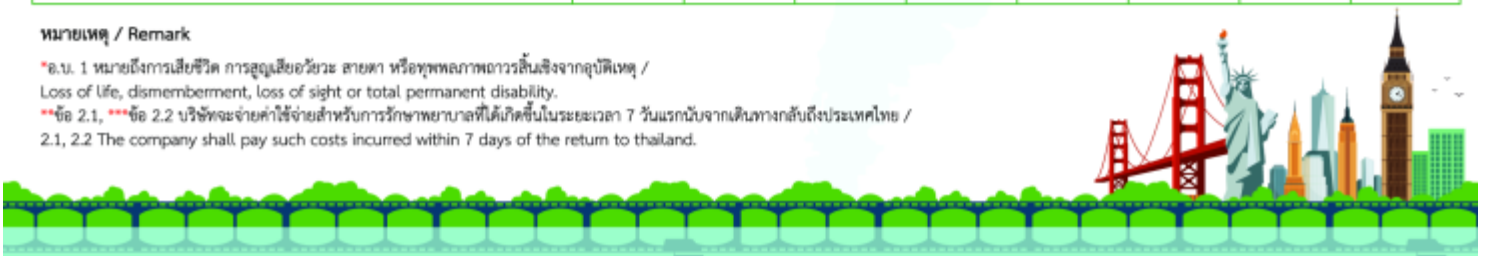 หมายเหตุ / Remark
*อ.บ. 1 หมายถึงการเสียชีวิต การสูญเสียอวัยวะ สายตา หรือทุพพลภาพถาวรสิ้นเชิงจากอุบัติเหตุ /
Loss of life, dismemberment, loss of sight or total permanent disability.
**ข้อ 2.1, ***ข้อ 2.2 บริษัทจะจ่ายค่าใช้จ่ายสำหรับการรักษาพยาบาลที่ได้เกิดขึ้นในระยะเวลา 7 วันแรกนับจากเดินทางกลับถึงประเทศไทย /
2.1, 2.2 The company shall pay such costs incurred within 7 days of the return to thailand.